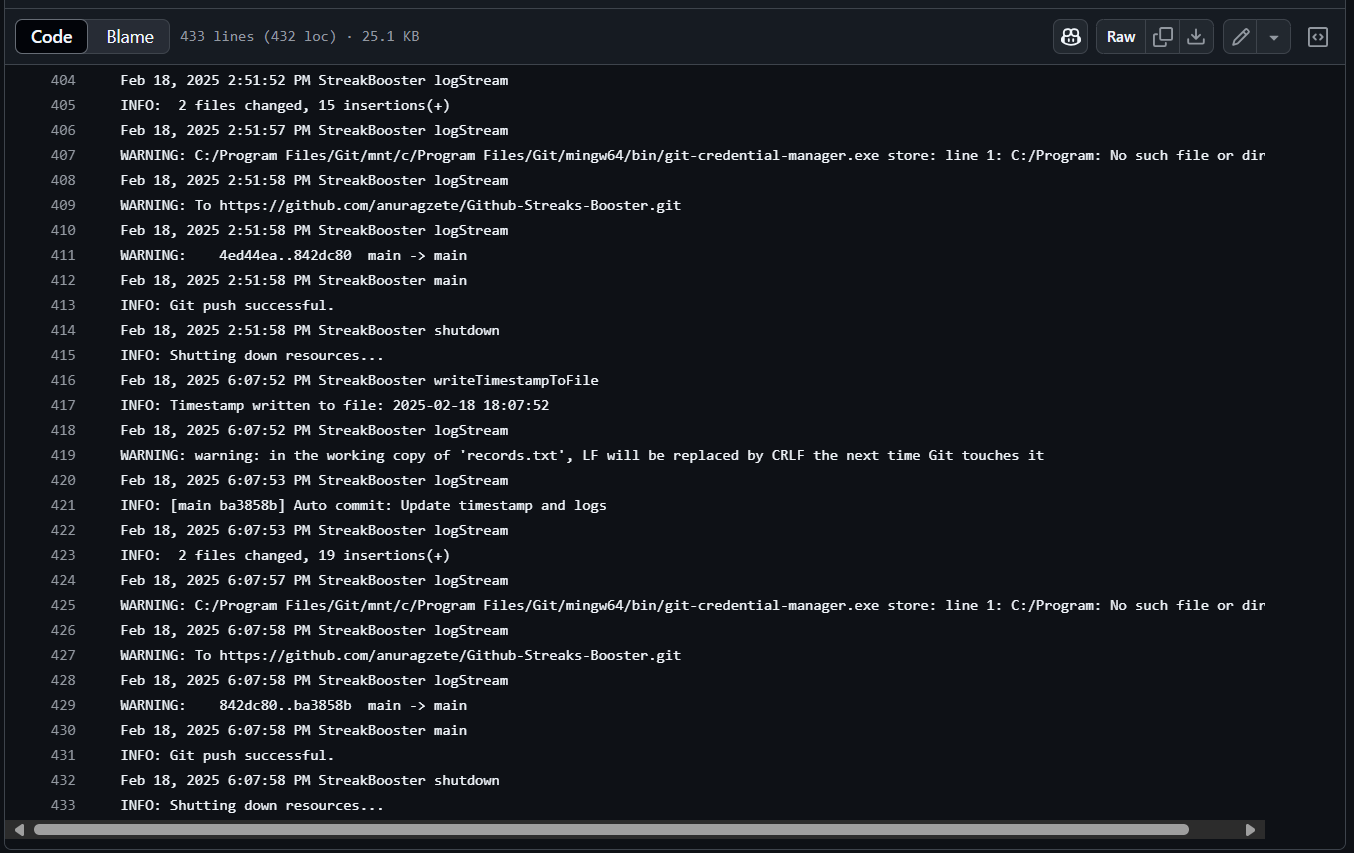 Code Blame 433 lines (432 loc) · 25.1 KB Raw
404 Feb 18, 2025 2:51:52 PM StreakBooster logStream
405 INFO:  2 files changed, 15 insertions(+)
406 Feb 18, 2025 2:51:57 PM StreakBooster logStream
407 WARNING: C:/Program Files/Git/mnt/c/Program Files/Git/mingw64/bin/git-credential-manager.exe store: line 1: C:/Program: No such file or dir
408 Feb 18, 2025 2:51:58 PM StreakBooster logStream
409 WARNING: To https://github.com/anuragzete/Github-Streaks-Booster.git
410 Feb 18, 2025 2:51:58 PM StreakBooster logStream
411 WARNING:    4ed44ea..842dc80  main -> main
412 Feb 18, 2025 2:51:58 PM StreakBooster main
413 INFO: Git push successful.
414 Feb 18, 2025 2:51:58 PM StreakBooster shutdown
415 INFO: Shutting down resources...
416 Feb 18, 2025 6:07:52 PM StreakBooster writeTimestampToFile
417 INFO: Timestamp written to file: 2025-02-18 18:07:52
418 Feb 18, 2025 6:07:52 PM StreakBooster logStream
419 WARNING: warning: in the working copy of 'records.txt', LF will be replaced by CRLF the next time Git touches it
420 Feb 18, 2025 6:07:53 PM StreakBooster logStream
421 INFO: [main ba3858b] Auto commit: Update timestamp and logs
422 Feb 18, 2025 6:07:53 PM StreakBooster logStream
423 INFO:  2 files changed, 19 insertions(+)
424 Feb 18, 2025 6:07:57 PM StreakBooster logStream
425 WARNING: C:/Program Files/Git/mnt/c/Program Files/Git/mingw64/bin/git-credential-manager.exe store: line 1: C:/Program: No such file or dir
426 Feb 18, 2025 6:07:58 PM StreakBooster logStream
427 WARNING: To https://github.com/anuragzete/Github-Streaks-Booster.git
428 Feb 18, 2025 6:07:58 PM StreakBooster logStream
429 WARNING:    842dc80..ba3858b  main -> main
430 Feb 18, 2025 6:07:58 PM StreakBooster main
431 INFO: Git push successful.
432 Feb 18, 2025 6:07:58 PM StreakBooster shutdown
433 INFO: Shutting down resources...